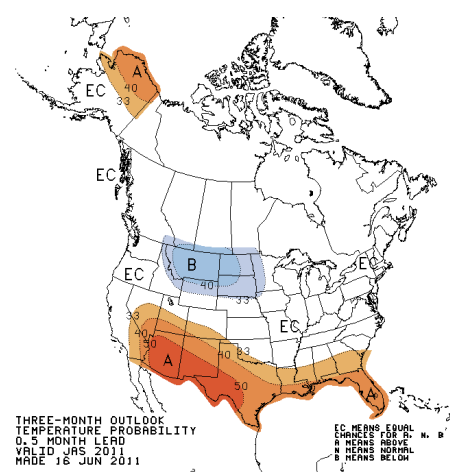 A
EC
40
33
EC
B
EC
EC
40
33
33
EC
40
50
33
40
A
50
A
THREE-MONTH OUTLOOK
TEMPERATURE PROBABILITY
0.5 MONTH LEAD
VALID JAS 2011
MADE 16 JUN 2011
EC MEANS EQUAL
CHANCES FOR A, N, B
A MEANS ABOVE
N MEANS NORMAL
B MEANS BELOW